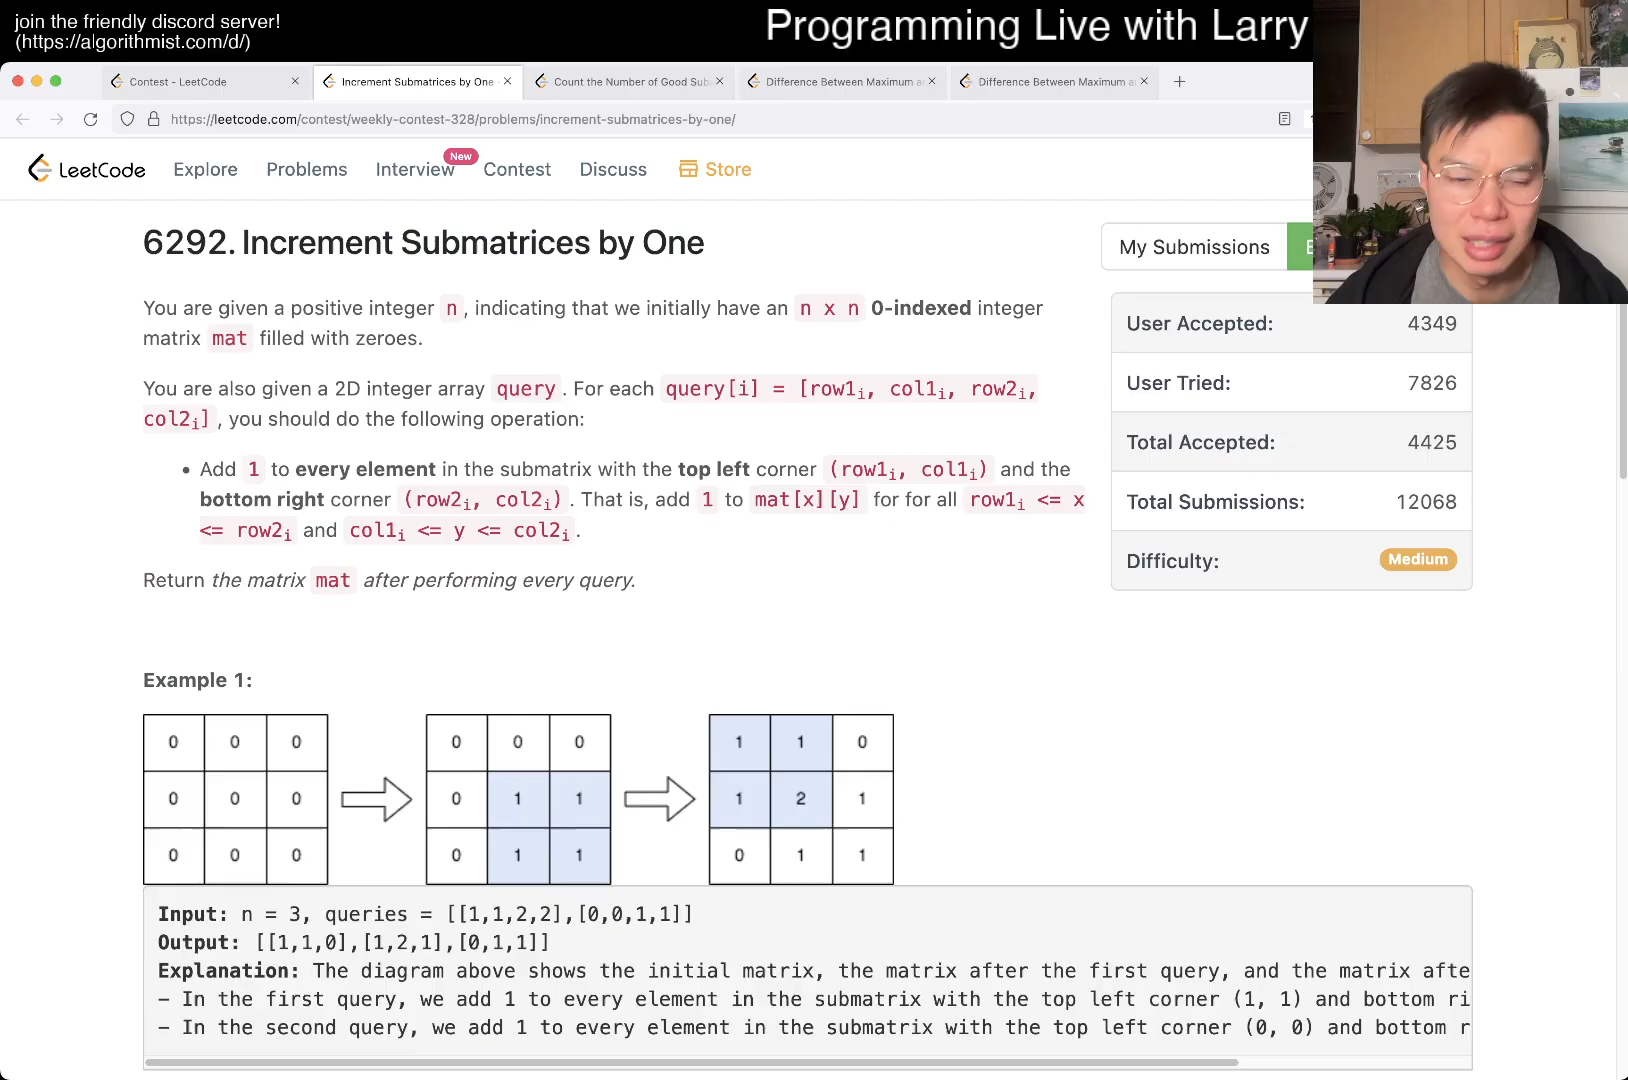 join the friendly discord server!
(https://algorithmist.com/d/)
Programming Live with Larry
Contest - LeetCode
Increment Submatrices by One
Count the Number of Good Sub
Difference Between Maximum a
Difference Between Maximum a
https://leetcode.com/contest/weekly-contest-328/problems/increment-submatrices-by-one/
LeetCode
Explore
Problems
Interview
New
Contest
Discuss
Store
6292. Increment Submatrices by One
My Submissions
You are given a positive integer n, indicating that we initially have an n x n 0-indexed integer
matrix mat filled with zeroes.
You are also given a 2D integer array query. For each query[i] = [row1i, col1i, row2i,
col2i], you should do the following operation:
• Add 1 to every element in the submatrix with the top left corner (row1i, col1i) and the
bottom right corner (row2i, col2i). That is, add 1 to mat[x][y] for for all row1i <= x
<= row2i and col1i <= y <= col2i.
Return the matrix mat after performing every query.
User Accepted: 4349
User Tried: 7826
Total Accepted: 4425
Total Submissions: 12068
Difficulty: Medium
Example 1:
0 0 0 0 0 0 1 1 0
0 0 0 0 1 1 1 2 1
0 0 0 0 1 1 0 1 1
Input: n = 3, queries = [[1,1,2,2],[0,0,1,1]]
Output: [[1,1,0],[1,2,1],[0,1,1]]
Explanation: The diagram above shows the initial matrix, the matrix after the first query, and the matrix afte
- In the first query, we add 1 to every element in the submatrix with the top left corner (1, 1) and bottom ri
- In the second query, we add 1 to every element in the submatrix with the top left corner (0, 0) and bottom r